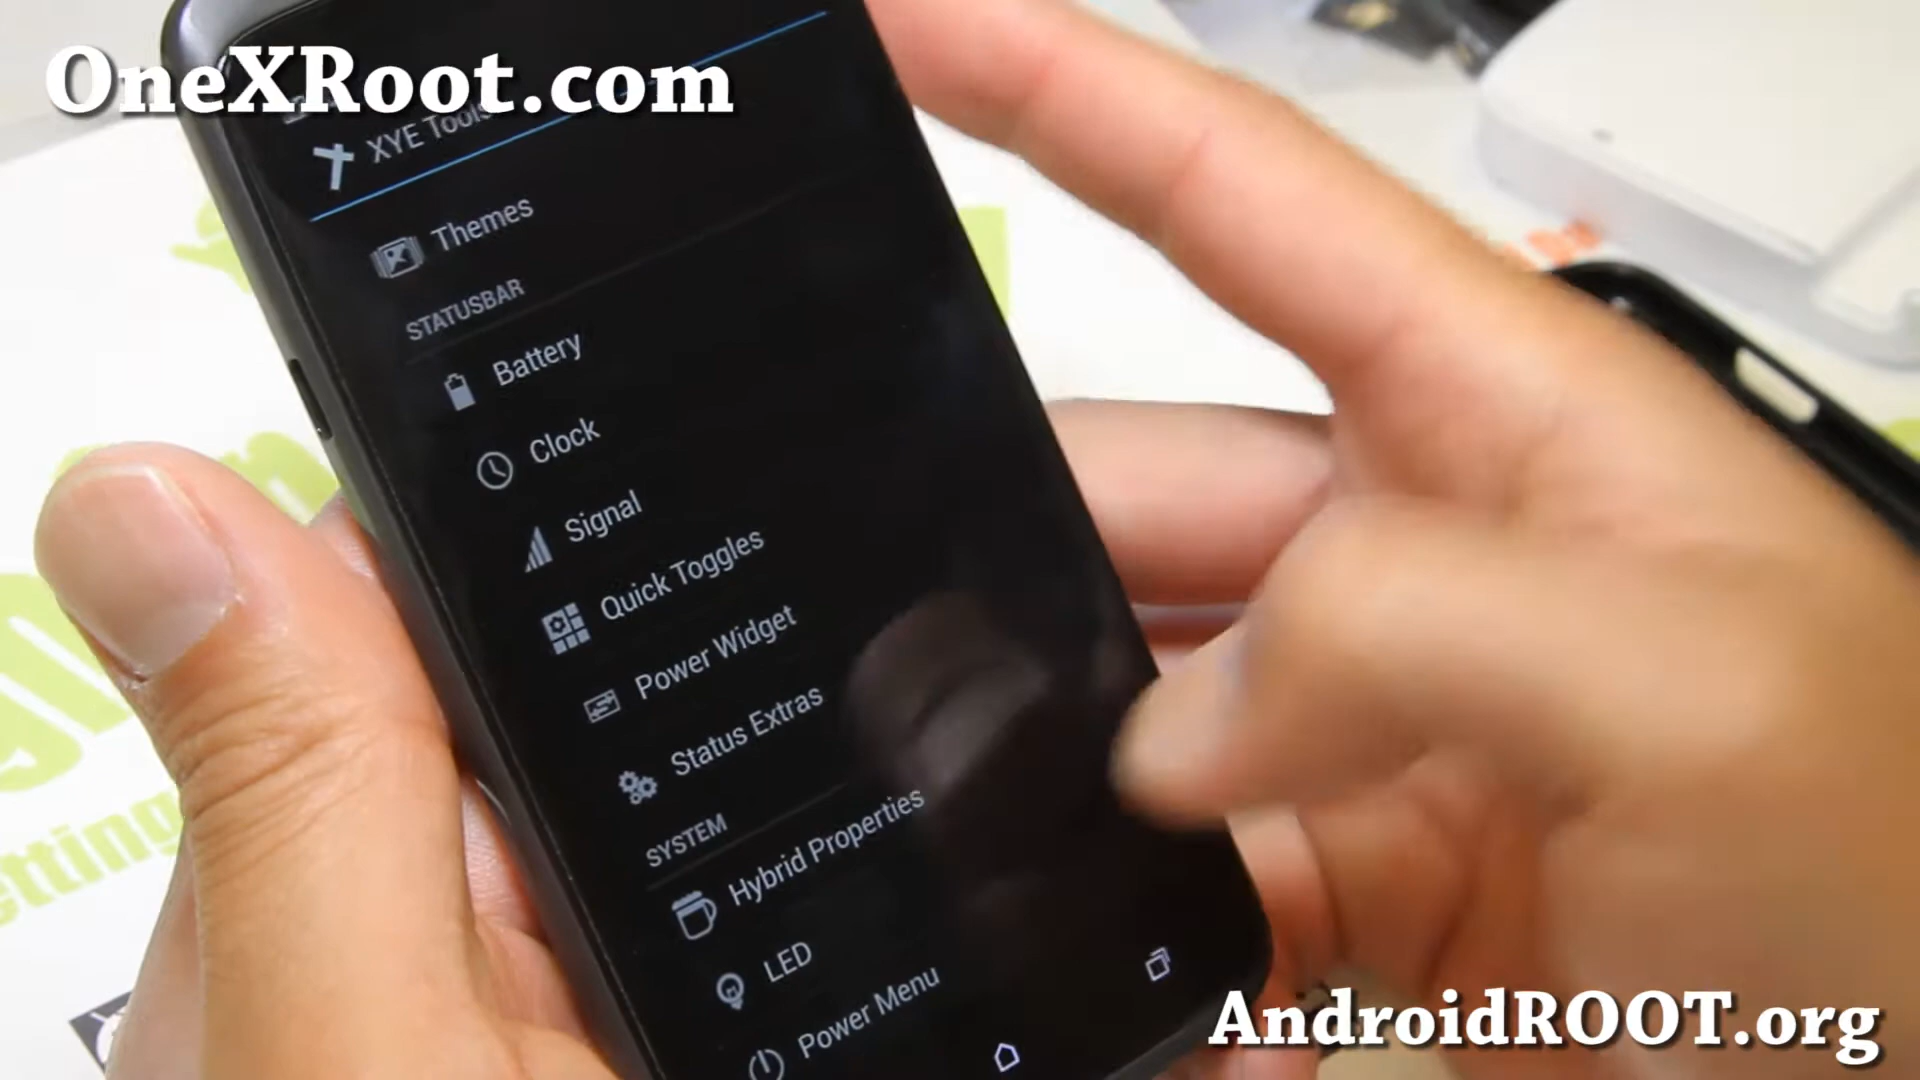 OneXRoot.com
XYE Tools
Themes
STATUSBAR
Battery
Clock
Signal
Quick Toggles
Power Widget
Status Extras
SYSTEM
Hybrid Properties
LED
Power Menu
AndroidROOT.org